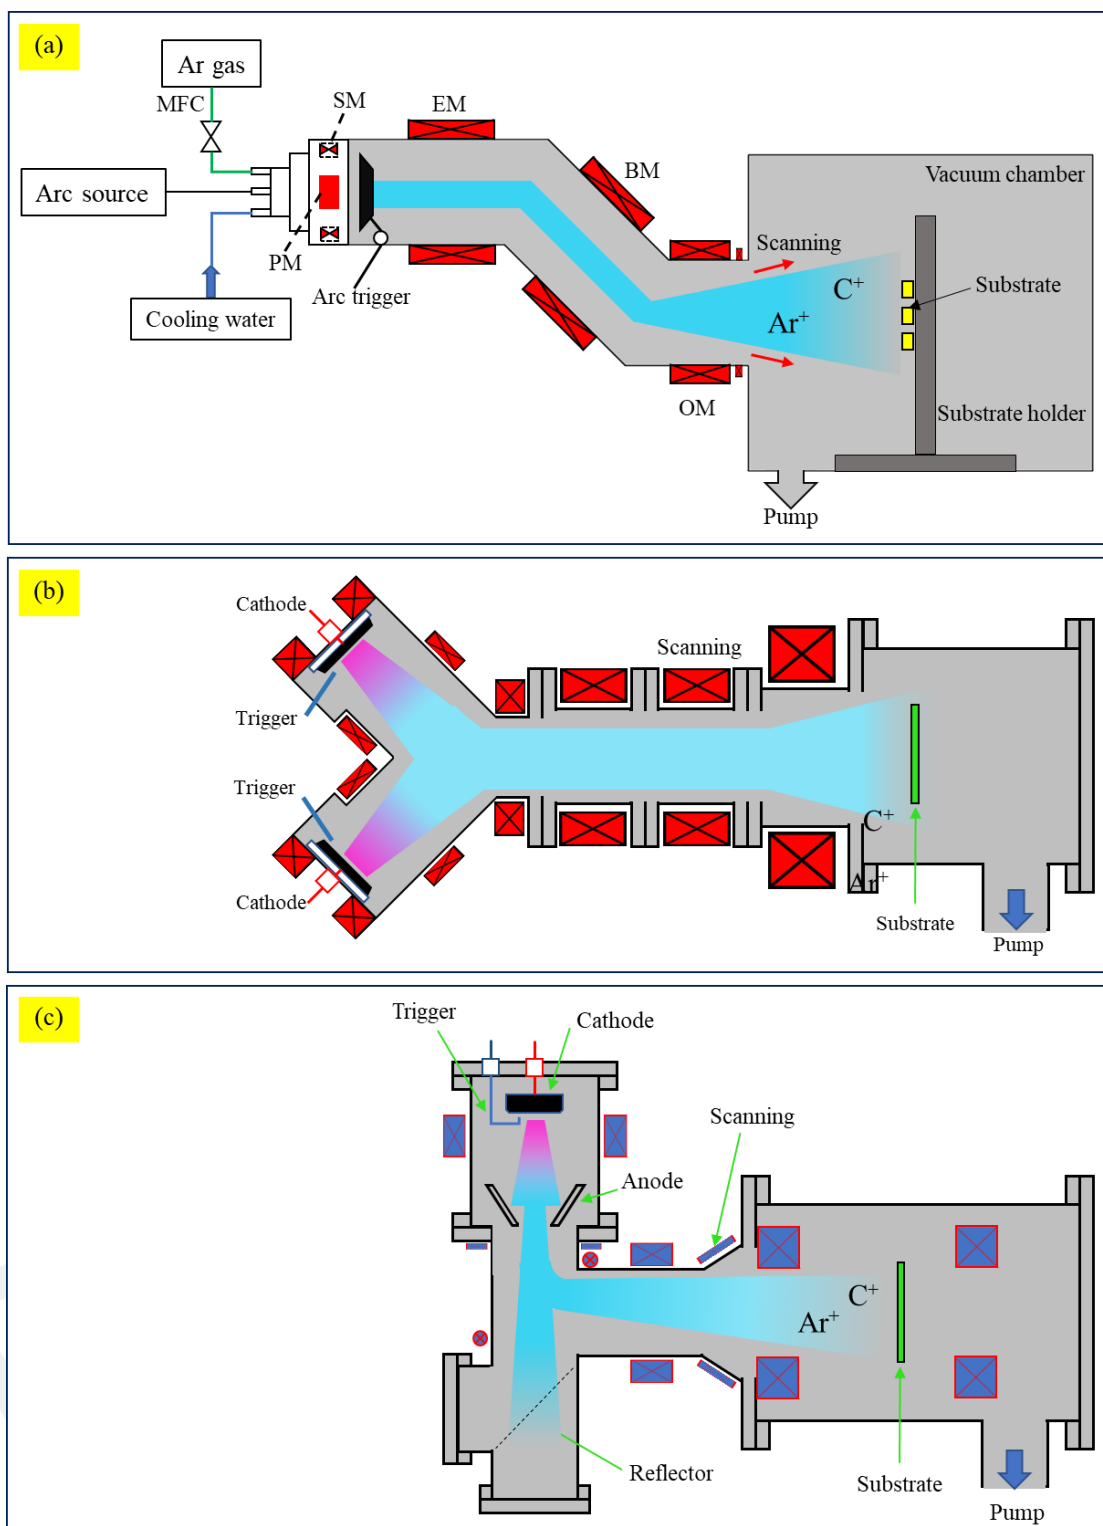 (a)
Ar gas
MFC
SM
EM
BM
Vacuum chamber
Arc source
Scanning
PM
C+
Substrate
Arc trigger
Ar+
Cooling water
OM
Substrate holder
Pump
(b)
Cathode
Scanning
Trigger
Trigger
C+
Ar+
Cathode
Substrate
Pump
(c)
Trigger
Cathode
Scanning
Anode
C+
Ar+
Reflector
Substrate
Pump